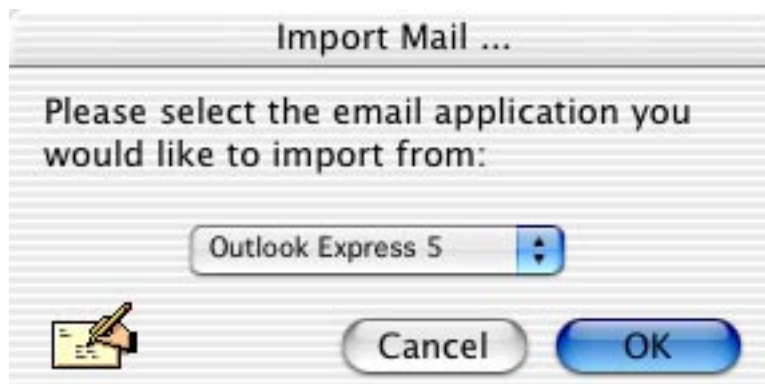 Import Mail ...
Please select the email application you
would like to import from:
Outlook Express 5
Cancel OK